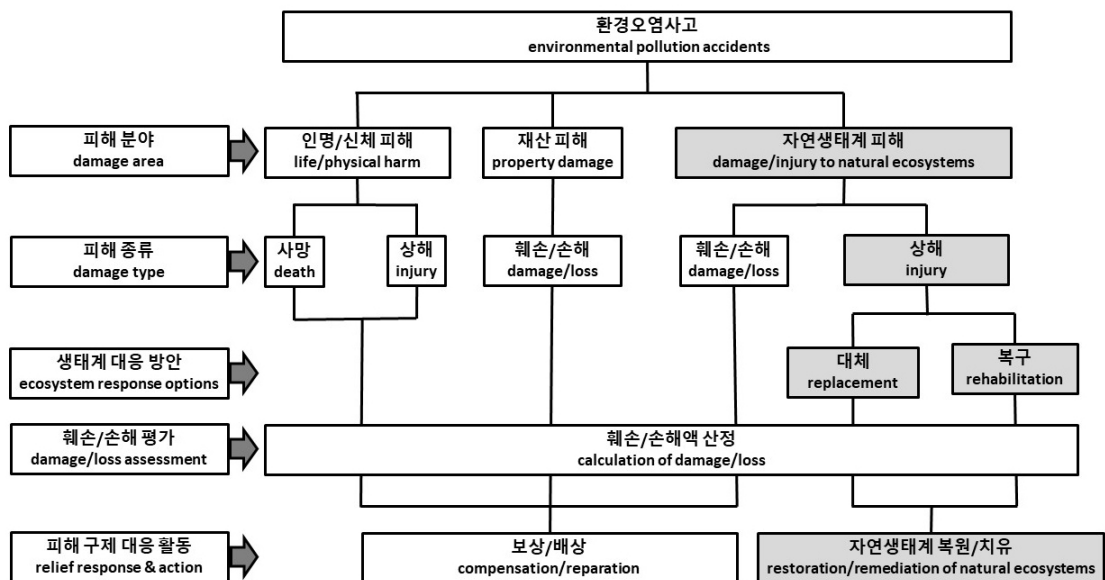 환경오염사고
environmental pollution accidents
피해 분야
damage area
인명/신체 피해
life/physical harm
재산 피해
property damage
자연생태계 피해
damage/injury to natural ecosystems
피해 종류
damage type
사망
death
상해
injury
훼손/손해
damage/loss
훼손/손해
damage/loss
상해
injury
생태계 대응 방안
ecosystem response options
대체
replacement
복구
rehabilitation
훼손/손해 평가
damage/loss assessment
훼손/손해액 산정
calculation of damage/loss
피해 구제 대응 활동
relief response & action
보상/배상
compensation/reparation
자연생태계 복원/치유
restoration/remediation of natural ecosystems